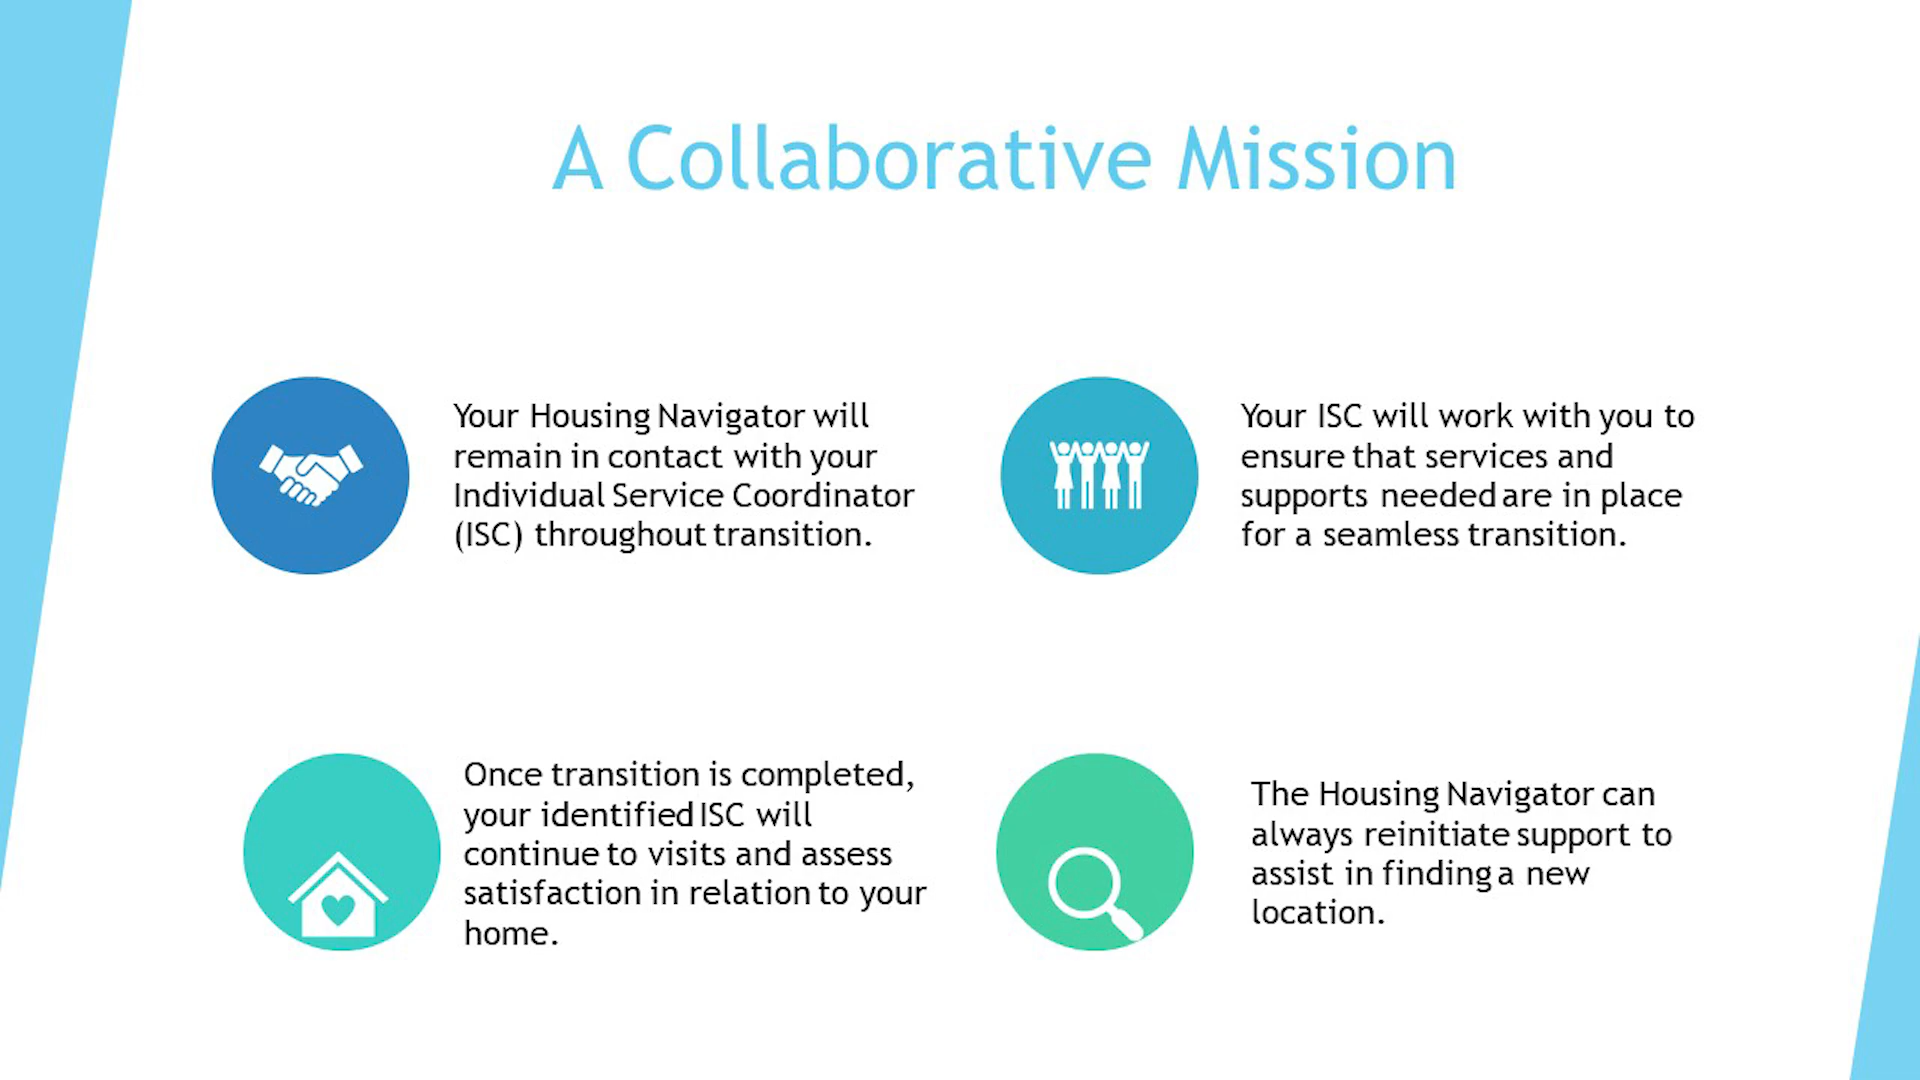 A Collaborative Mission
Your Housing Navigator will
remain in contact with your
Individual Service Coordinator
(ISC) throughout transition.
Your ISC will work with you to
ensure that services and
supports needed are in place
for a seamless transition.
Once transition is completed,
your identified ISC will
continue to visits and assess
satisfaction in relation to your
home.
The Housing Navigator can
always reinitiate support to
assist in finding a new
location.